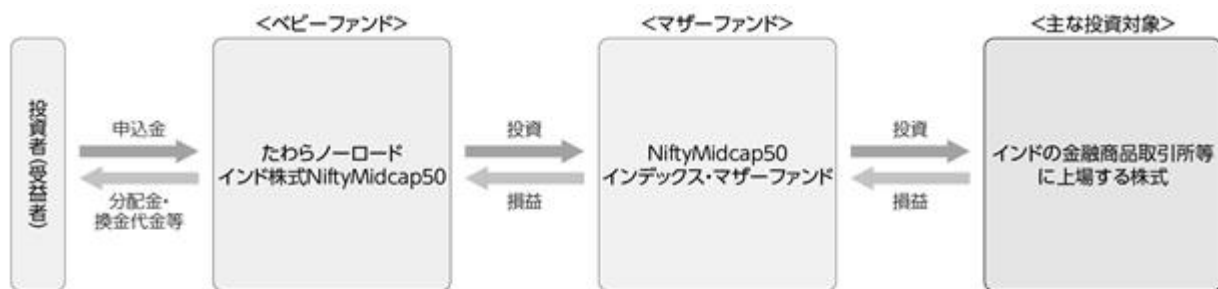 <ベビーファンド>
<マザーファンド>
<主な投資対象>
投資者(受益者)
申込金
分配金・
換金代金等
たわらノーロード
インド株式NiftyMidcap50
投資
損益
NiftyMidcap50
インデックス・マザーファンド
投資
損益
インドの金融商品取引所等
に上場する株式